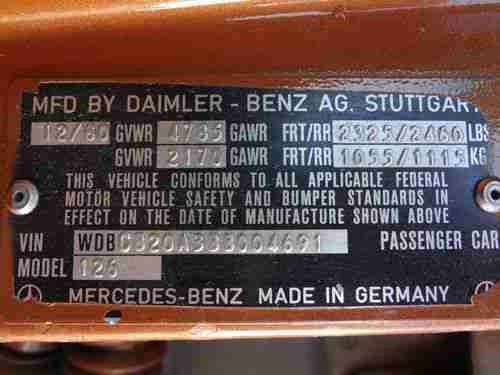 MFD BY DAIMLER - BENZ AG. STUTTGART
12/80 GVWR 4785 GAWR FRT/RR 2325/2460 LBS
GVWR 2170 GAWR FRT/RR 1055/1115 KG
THIS VEHICLE CONFORMS TO ALL APPLICABLE FEDERAL
MOTOR VEHICLE SAFETY AND BUMPER STANDARDS IN
EFFECT ON THE DATE OF MANUFACTURE SHOWN ABOVE
VIN WDBCB20A3BB004691 PASSENGER CAR
MODEL 126
MERCEDES-BENZ MADE IN GERMANY